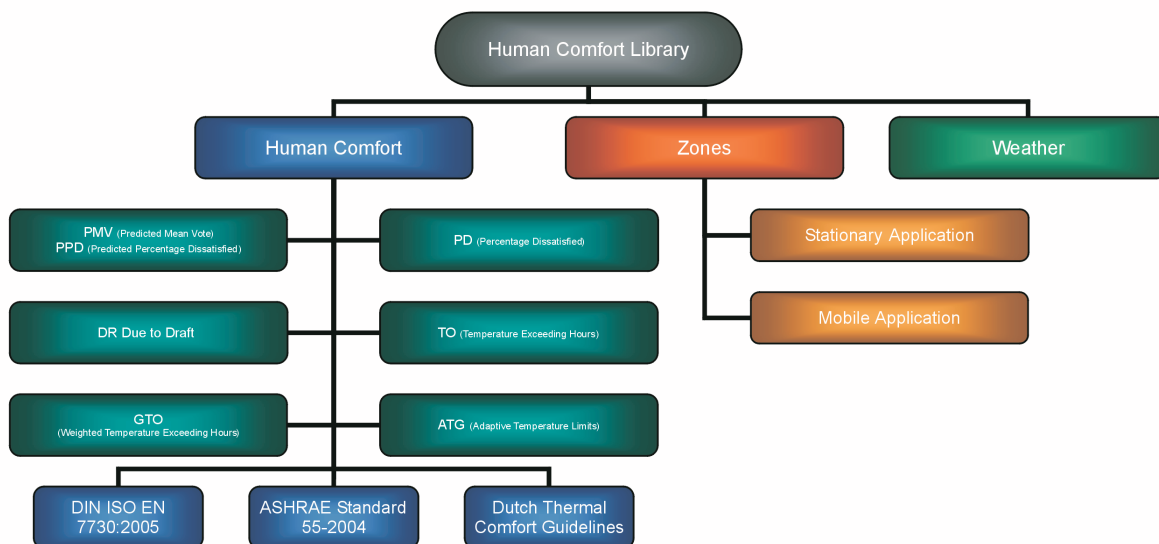 Human Comfort Library
Human Comfort
Zones
Weather
PMV (Predicted Mean Vote)
PPD (Predicted Percentage Dissatisfied)
PD (Percentage Dissatisfied)
Stationary Application
DR Due to Draft
TO (Temperature Exceeding Hours)
Mobile Application
GTO
(Weighted Temperature Exceeding Hours)
ATG (Adaptive Temperature Limits)
DIN ISO EN
7730:2005
ASHRAE Standard
55-2004
Dutch Thermal
Comfort Guidelines